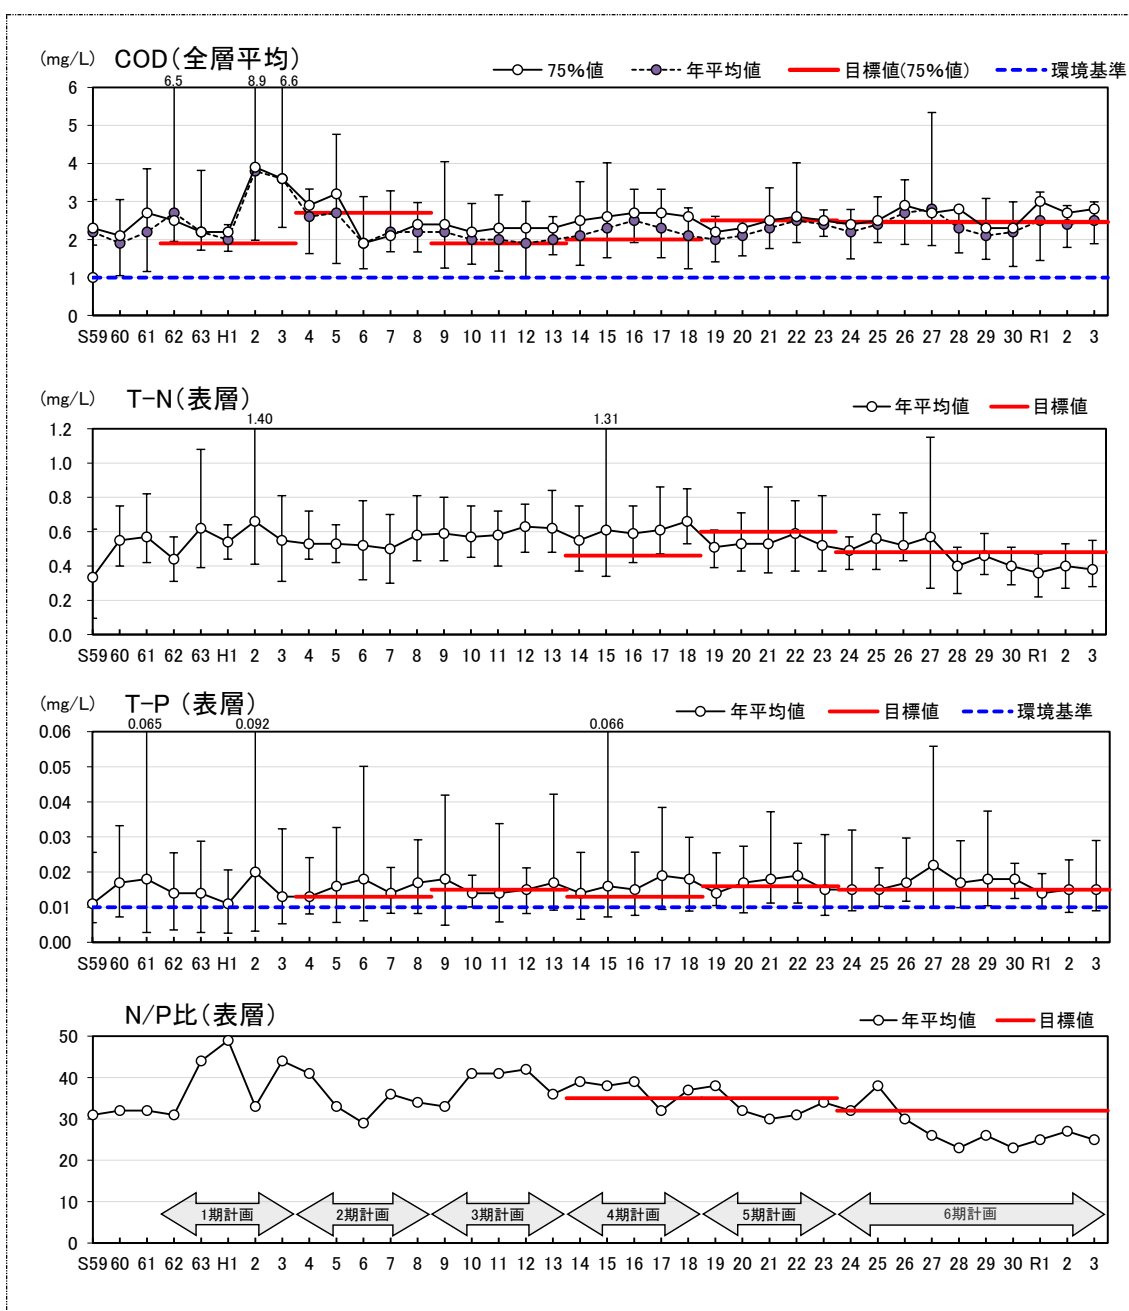 (mg/L) COD(全層平均)
75%値 年平均値 目標値(75%値) 環境基準
6.5 8.9 6.6
6
5
4
3
2
1
0
S59 60 61 62 63 H1 2 3 4 5 6 7 8 9 10 11 12 13 14 15 16 17 18 19 20 21 22 23 24 25 26 27 28 29 30 R1 2 3
(mg/L) T-N(表層)
年平均値 目標値
1.40 1.31
1.2
1.0
0.8
0.6
0.4
0.2
0.0
S59 60 61 62 63 H1 2 3 4 5 6 7 8 9 10 11 12 13 14 15 16 17 18 19 20 21 22 23 24 25 26 27 28 29 30 R1 2 3
(mg/L) T-P (表層)
年平均値 目標値 環境基準
0.065 0.092 0.066
0.06
0.05
0.04
0.03
0.02
0.01
0.00
S59 60 61 62 63 H1 2 3 4 5 6 7 8 9 10 11 12 13 14 15 16 17 18 19 20 21 22 23 24 25 26 27 28 29 30 R1 2 3
N/P比(表層)
年平均値 目標値
50
40
30
20
10
0
1期計画 2期計画 3期計画 4期計画 5期計画 6期計画
S59 60 61 62 63 H1 2 3 4 5 6 7 8 9 10 11 12 13 14 15 16 17 18 19 20 21 22 23 24 25 26 27 28 29 30 R1 2 3